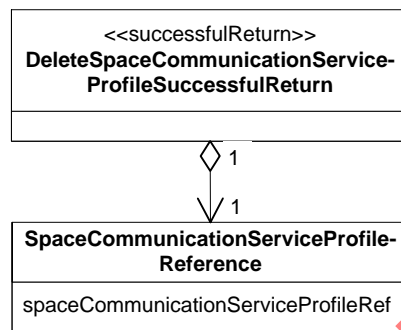 <<successfulReturn>>
DeleteSpaceCommunicationService-
ProfileSuccessfulReturn
1
1
SpaceCommunicationServiceProfile-
Reference
spaceCommunicationServiceProfileRef